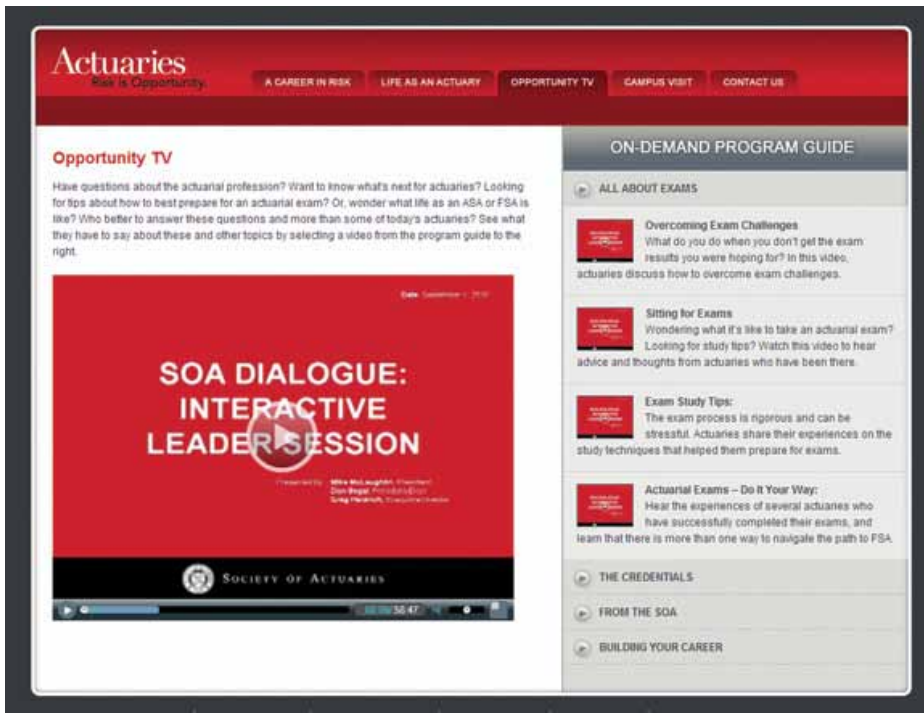 Actuaries
Risk is Opportunity.
A CAREER IN RISK
LIFE AS AN ACTUARY
OPPORTUNITY TV
CAMPUS VISIT
CONTACT US
Opportunity TV
Have questions about the actuarial profession? Want to know what's next for actuaries? Looking
for tips about how to best prepare for an actuarial exam? Or, wonder what life as an ASA or FSA is
like? Who better to answer these questions and more than some of today's actuaries? See what
they have to say about these and other topics by selecting a video from the program guide to the
right.
Date:
SOA DIALOGUE:
INTERACTIVE
LEADER SESSION
Presented by: Mike McLaughlin, President
SOCIETY OF ACTUARIES
50:47
ON-DEMAND PROGRAM GUIDE
ALL ABOUT EXAMS
Overcoming Exam Challenges
What do you do when you don't get the exam
results you were hoping for? In this video,
actuaries discuss how to overcome exam challenges.
Sitting for Exams
Wondering what it's like to take an actuarial exam?
Looking for study tips? Watch this video to hear
advice and thoughts from actuaries who have been there.
Exam Study Tips:
The exam process is rigorous and can be
stressful. Actuaries share their experiences on the
study techniques that helped them prepare for exams.
Actuarial Exams – Do It Your Way:
Hear the experiences of several actuaries who
have successfully completed their exams, and
learn that there is more than one way to navigate the path to FSA
THE CREDENTIALS
FROM THE SOA
BUILDING YOUR CAREER